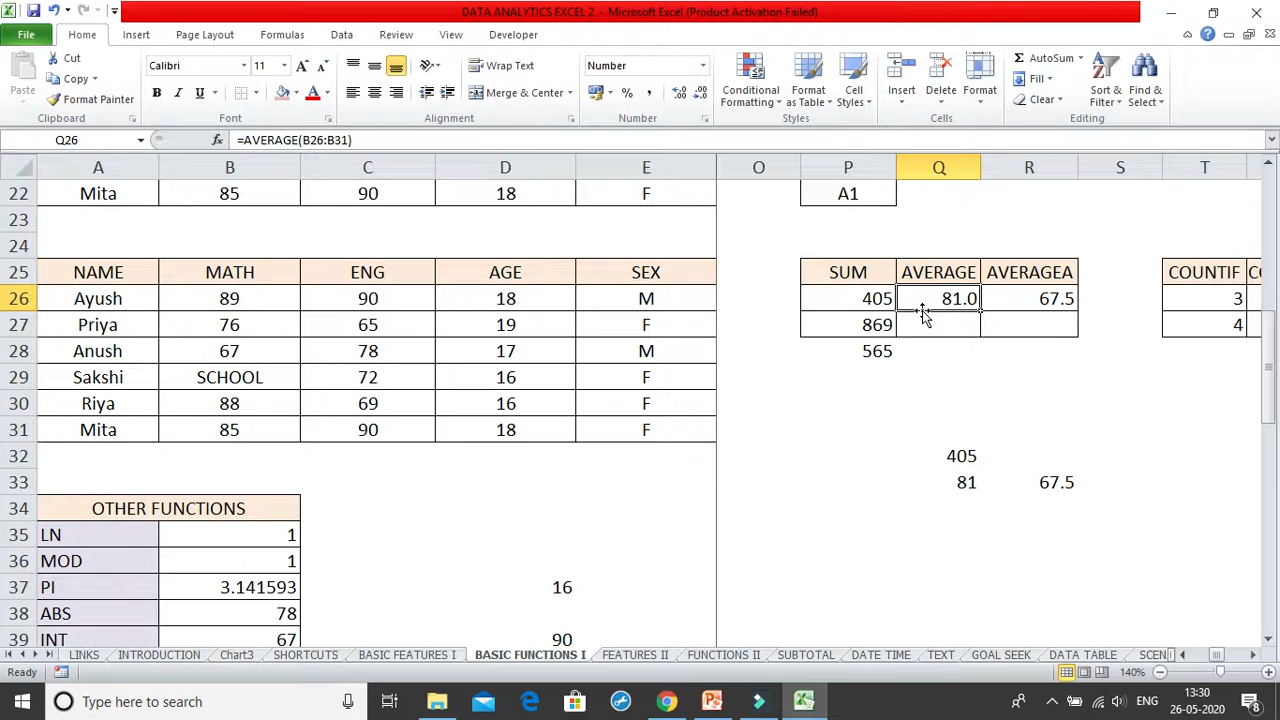 DATA ANALYTICS EXCEL 2 - Microsoft Excel (Product Activation Failed)
File Home Insert Page Layout Formulas Data Review View Developer
Paste Cut Copy Format Painter Clipboard
Calibri 11 B I U A Font
Wrap Text Merge & Center Alignment
Number % Number
Conditional Formatting Format as Table Cell Styles Styles
Insert Delete Format Cells
AutoSum Fill Clear Sort & Filter Find & Select Editing
Q26 fx =AVERAGE(B26:B31)
A B C D E O P Q R S T
22 Mita 85 90 18 F A1
23
24
25 NAME MATH ENG AGE SEX SUM AVERAGE AVERAGEA COUNTIF
26 Ayush 89 90 18 M 405 81.0 67.5 3
27 Priya 76 65 19 F 869 4
28 Anush 67 78 17 M 565
29 Sakshi SCHOOL 72 16 F
30 Riya 88 69 16 F
31 Mita 85 90 18 F
32 405
33 81 67.5
34 OTHER FUNCTIONS
35 LN 1
36 MOD 1
37 PI 3.141593 16
38 ABS 78
39 INT 67 90
LINKS INTRODUCTION Chart3 SHORTCUTS BASIC FEATURES I BASIC FUNCTIONS I FEATURES II FUNCTIONS II SUBTOTAL DATE TIME TEXT GOAL SEEK DATA TABLE
Ready 140%
Type here to search ENG 13:30
26-05-2020 8